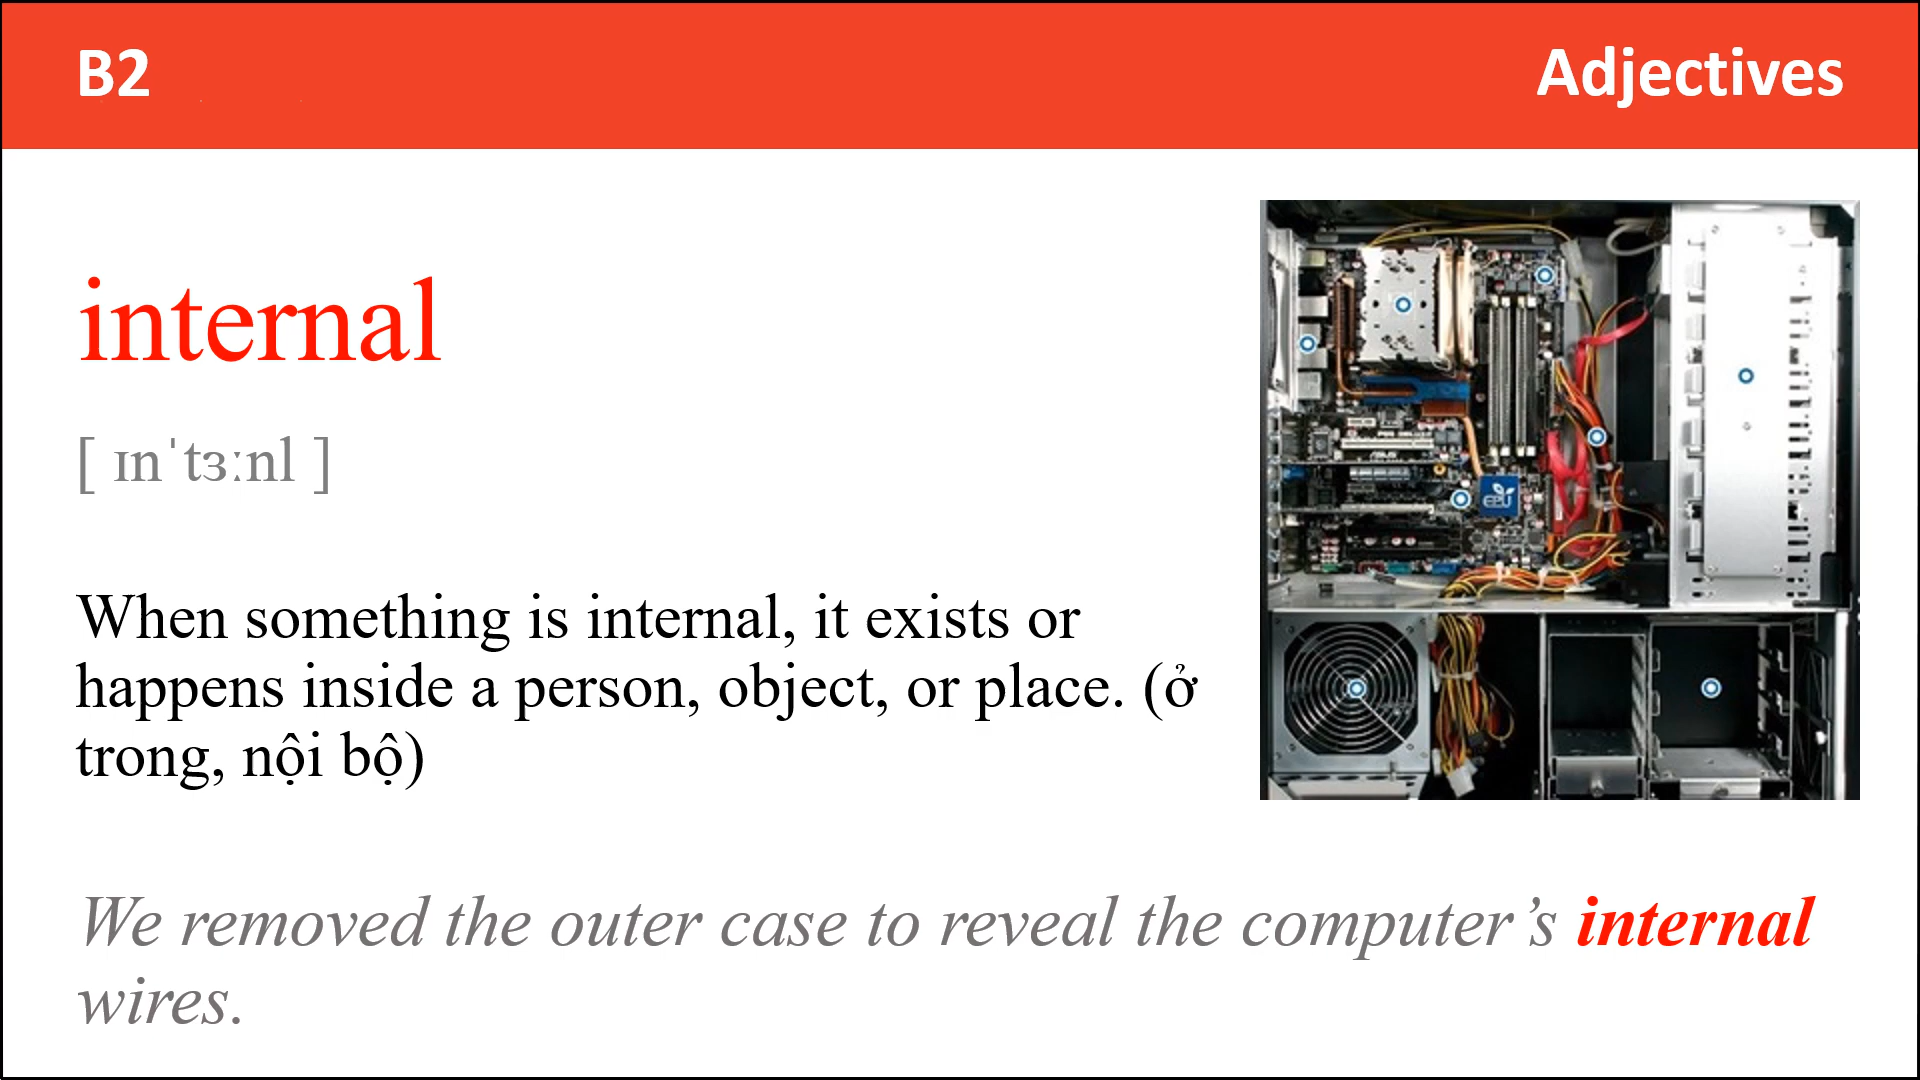 B2
Adjectives
internal
[ ɪnˈtɜːnl ]
When something is internal, it exists or
happens inside a person, object, or place. (ở
trong, nội bộ)
EPU
We removed the outer case to reveal the computer’s internal
wires.